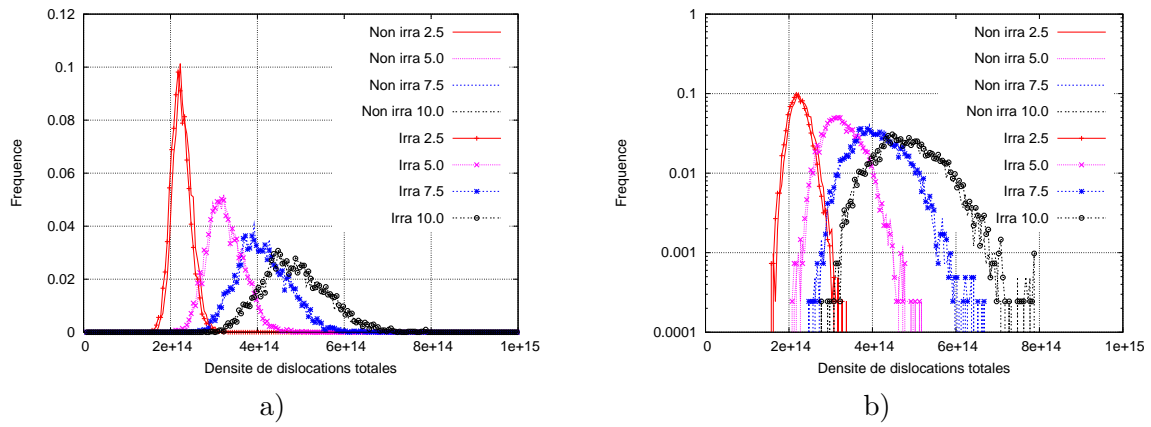 0.12
0.1
0.08
0.06
0.04
0.02
0
0 2e+14 4e+14 6e+14 8e+14 1e+15
Frequence
Densite de dislocations totales
Non irra 2.5
Non irra 5.0
Non irra 7.5
Non irra 10.0
Irra 2.5
Irra 5.0
Irra 7.5
Irra 10.0
a)
1
0.1
0.01
0.001
0.0001
0 2e+14 4e+14 6e+14 8e+14 1e+15
Frequence
Densite de dislocations totales
Non irra 2.5
Non irra 5.0
Non irra 7.5
Non irra 10.0
Irra 2.5
Irra 5.0
Irra 7.5
Irra 10.0
b)